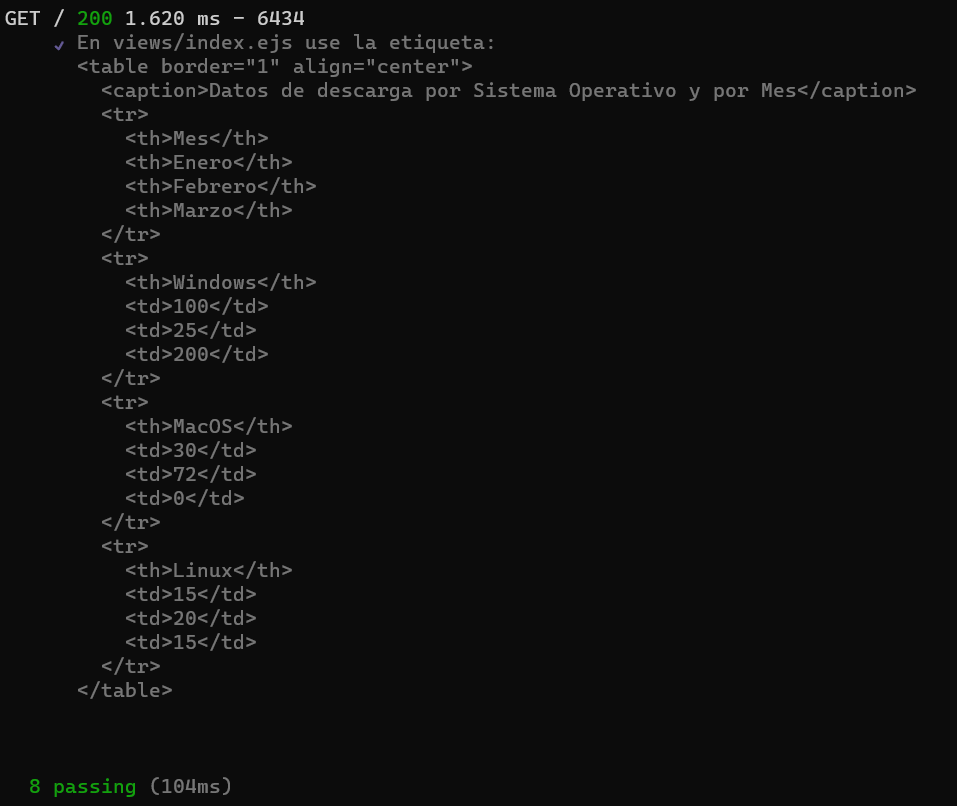 GET / 200 1.620 ms - 6434
✓ En views/index.ejs use la etiqueta:
<table border="1" align="center">
<caption>Datos de descarga por Sistema Operativo y por Mes</caption>
<tr>
<th>Mes</th>
<th>Enero</th>
<th>Febrero</th>
<th>Marzo</th>
</tr>
<tr>
<th>Windows</th>
<td>100</td>
<td>25</td>
<td>200</td>
</tr>
<tr>
<th>MacOS</th>
<td>30</td>
<td>72</td>
<td>0</td>
</tr>
<tr>
<th>Linux</th>
<td>15</td>
<td>20</td>
<td>15</td>
</tr>
</table>
8 passing (104ms)